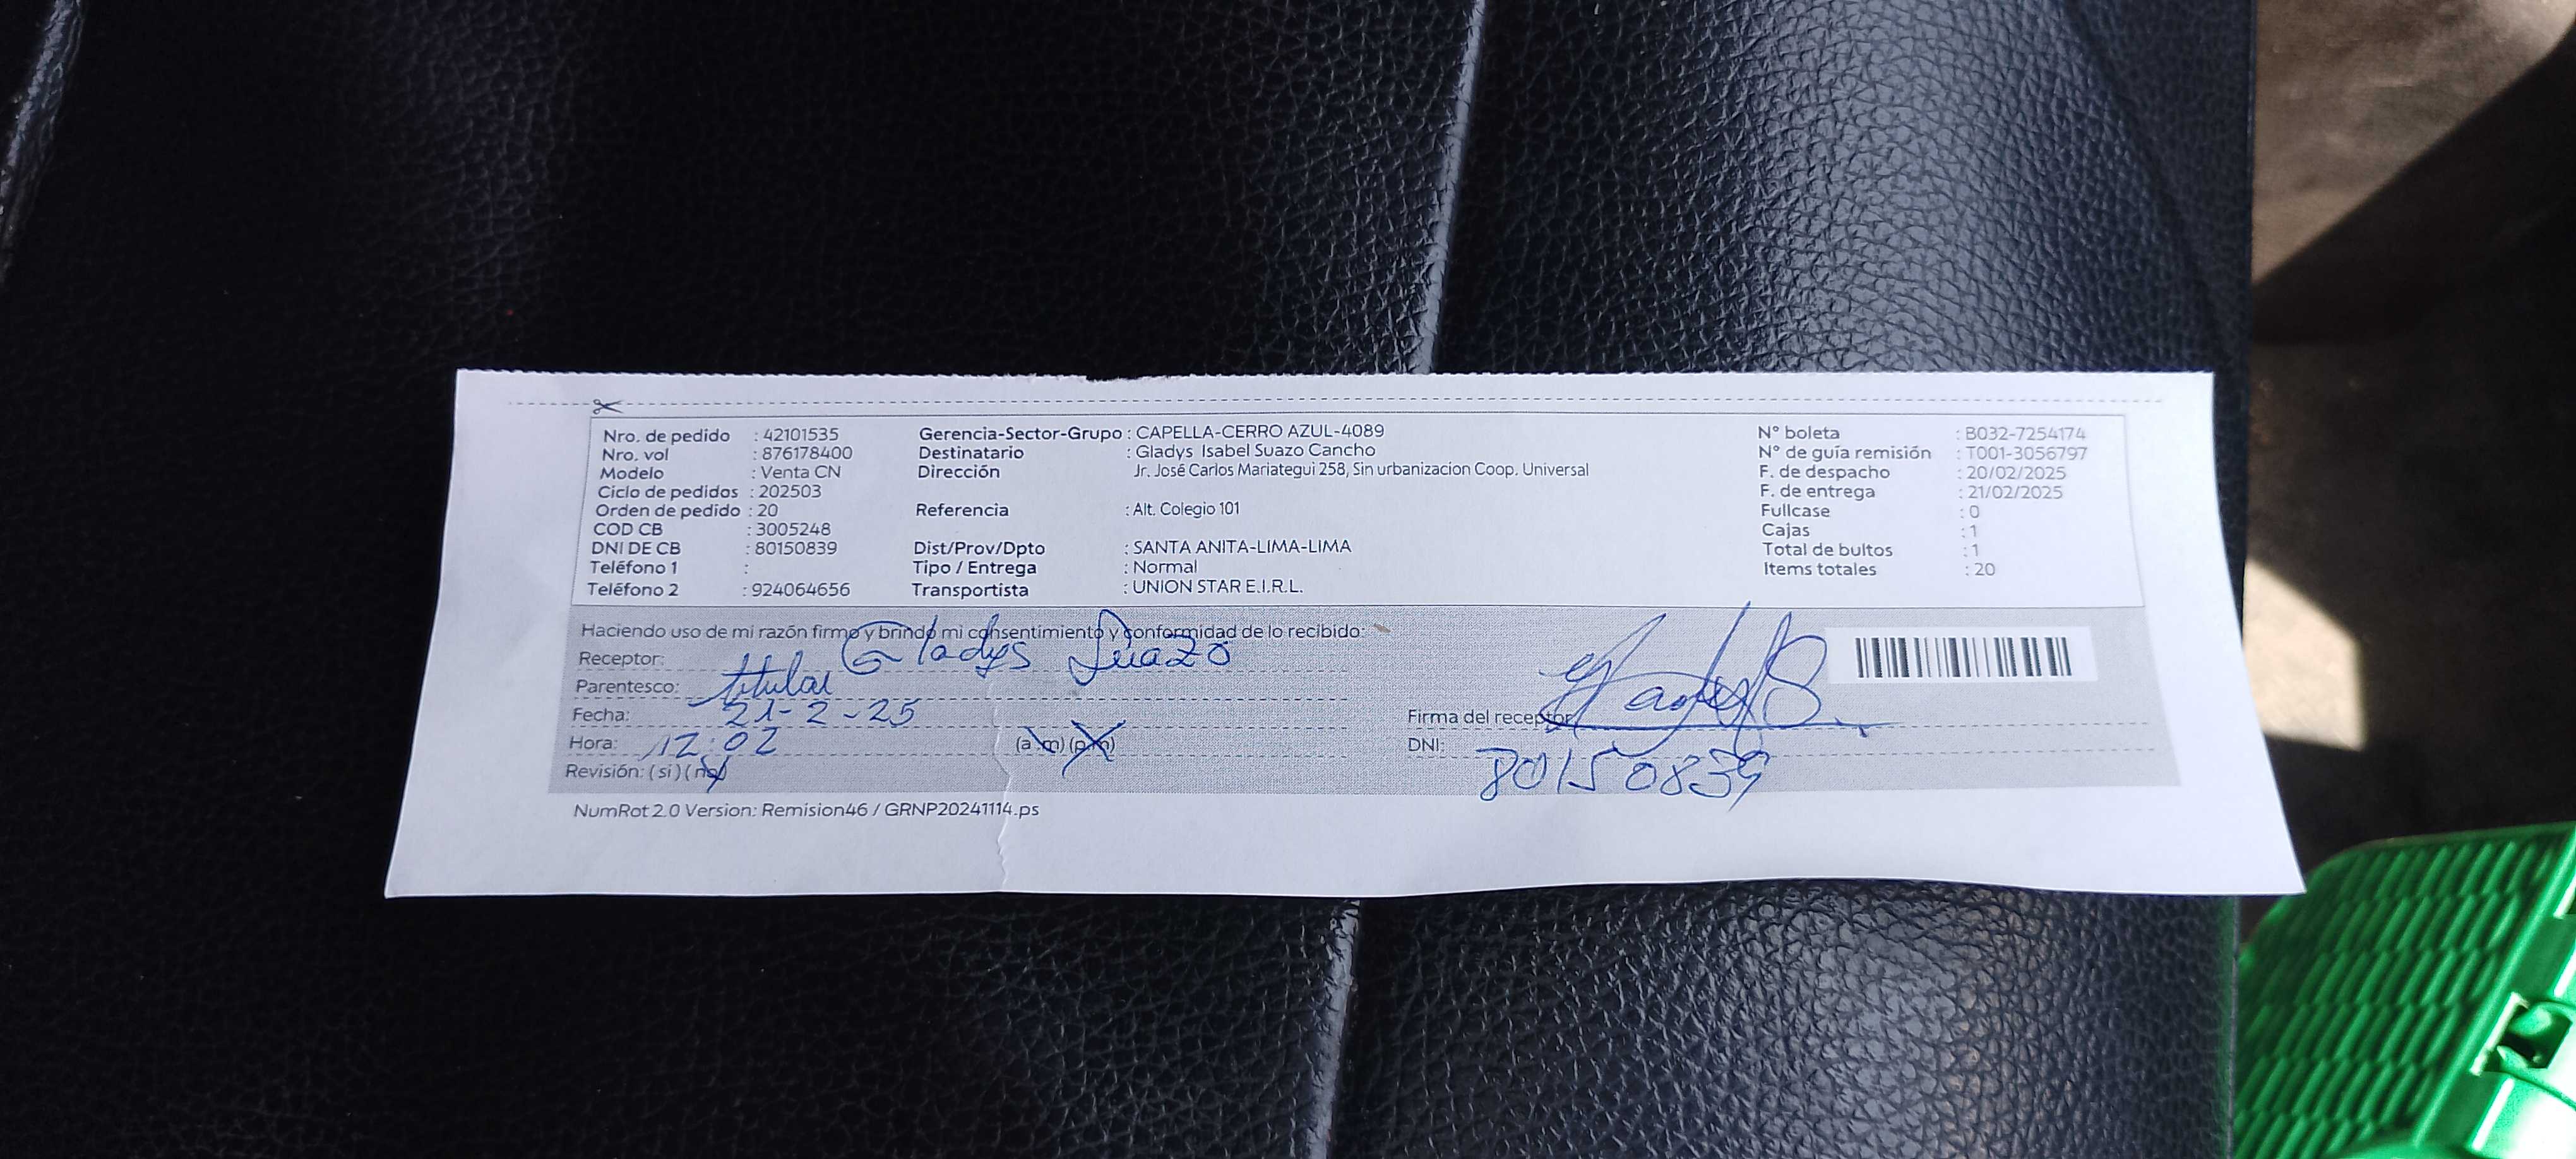 Nro. de pedido : 42101535 Gerencia-Sector-Grupo : CAPELLA-CERRO AZUL-4089 N° boleta : B032-7254174
Nro. vol : 876178400 Destinatario : Gladys Isabel Suazo Cancho N° de guía remisión : T001-3056797
Modelo : Venta CN Dirección Jr. José Carlos Mariategui 258, Sin urbanizacion Coop. Universal F. de despacho : 20/02/2025
Ciclo de pedidos : 202503 F. de entrega : 21/02/2025
Orden de pedido : 20 Referencia : Alt. Colegio 101 Fullcase : 0
COD CB : 3005248 Cajas : 1
DNI DE CB : 80150839 Dist/Prov/Dpto : SANTA ANITA-LIMA-LIMA Total de bultos : 1
Teléfono 1 : Tipo / Entrega : Normal Items totales : 20
Teléfono 2 : 924064656 Transportista : UNION STAR E.I.R.L.
Haciendo uso de mi razón firmo y brindo mi consentimiento y conformidad de lo recibido:
Receptor: Gladys Suazo
Parentesco: titular
Fecha: 21-2-25 Firma del receptor
Hora: 12:02 (a.m) (p.m) DNI: 80150839
Revisión: (si) (no)
NumRot 2.0 Version: Remision46 / GRNP20241114.ps